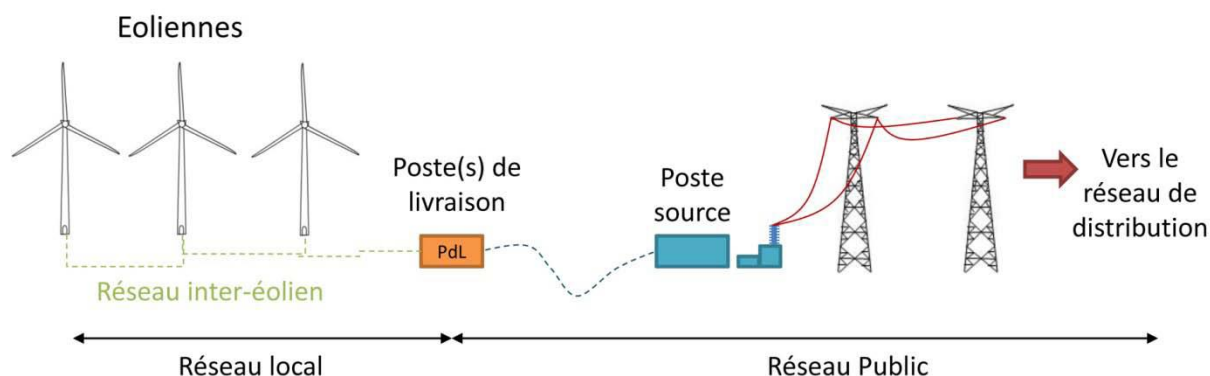 Eoliennes
Poste(s) de
livraison
PdL
Poste
source
Vers le
réseau de
distribution
Réseau inter-éolien
Réseau local
Réseau Public